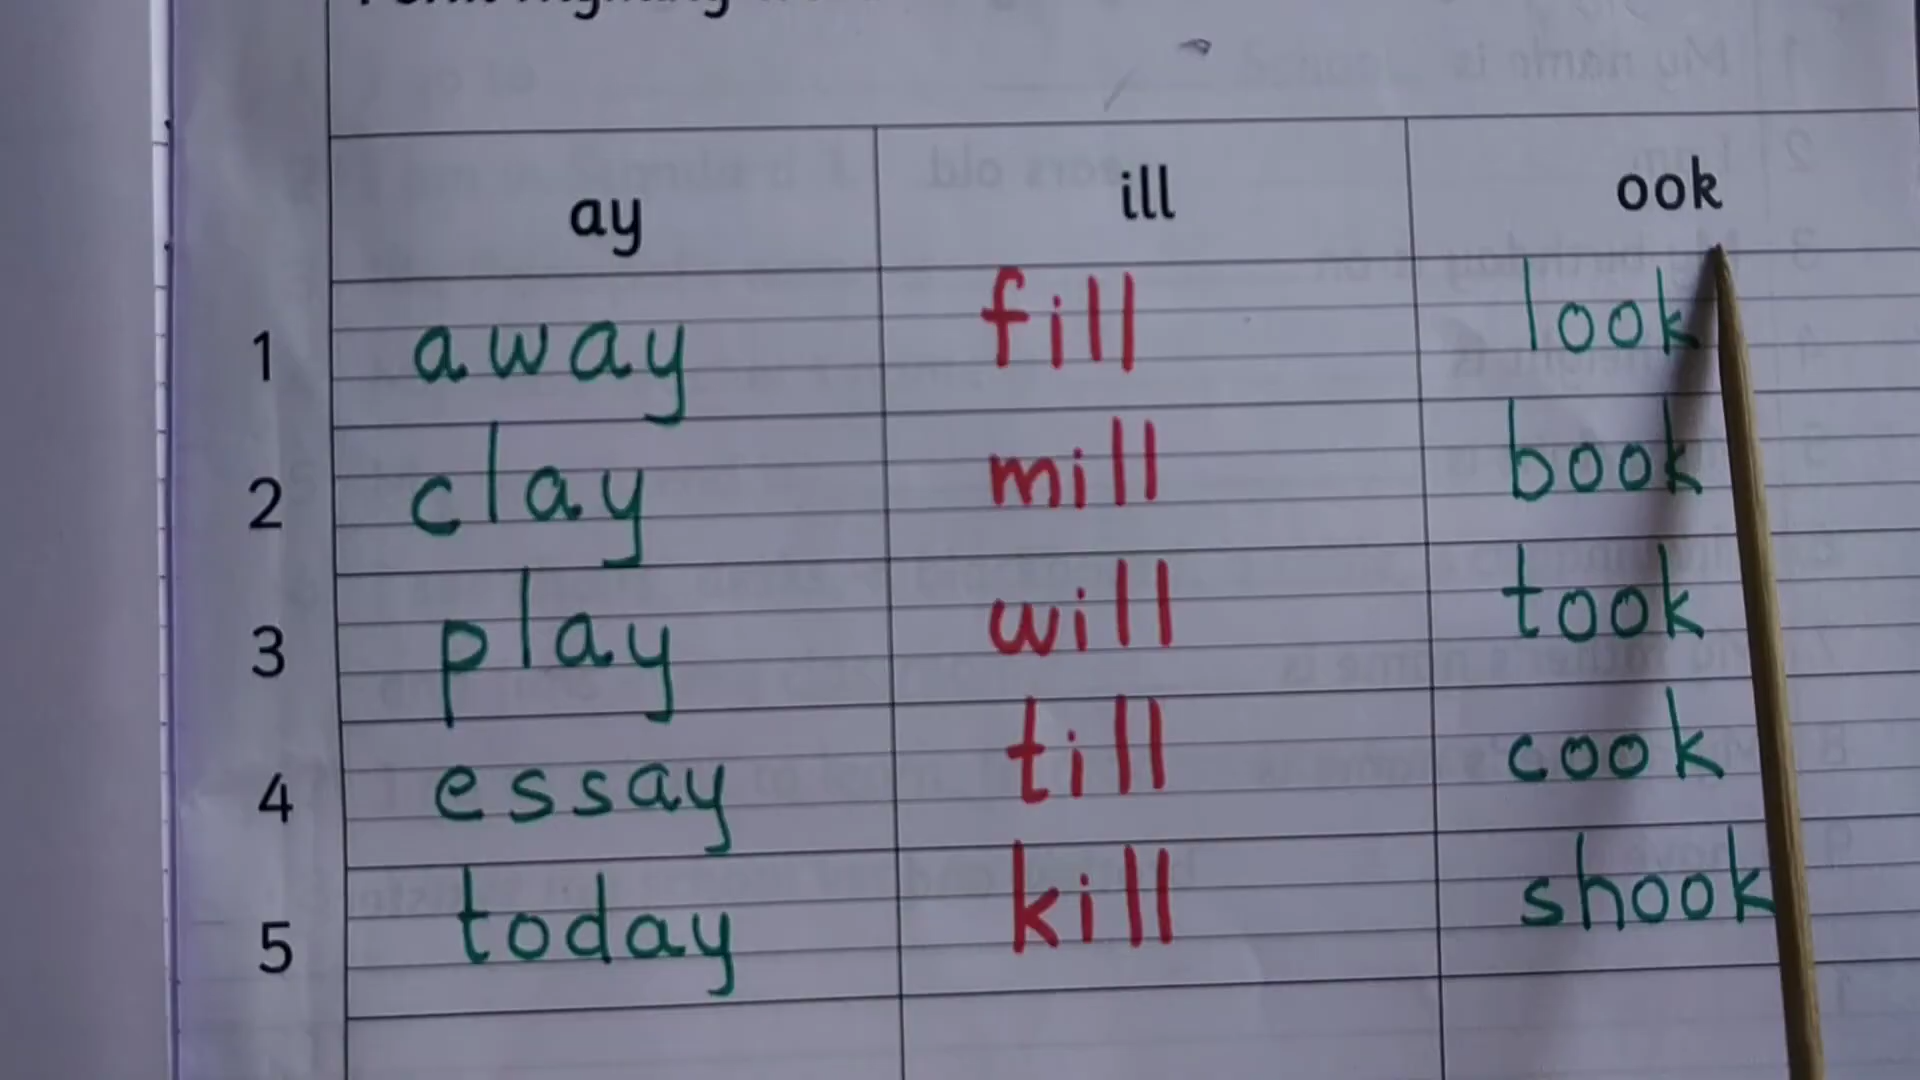 ay ill ook
1 away fill look
2 clay mill book
3 play will took
4 essay till cook
5 today kill shook